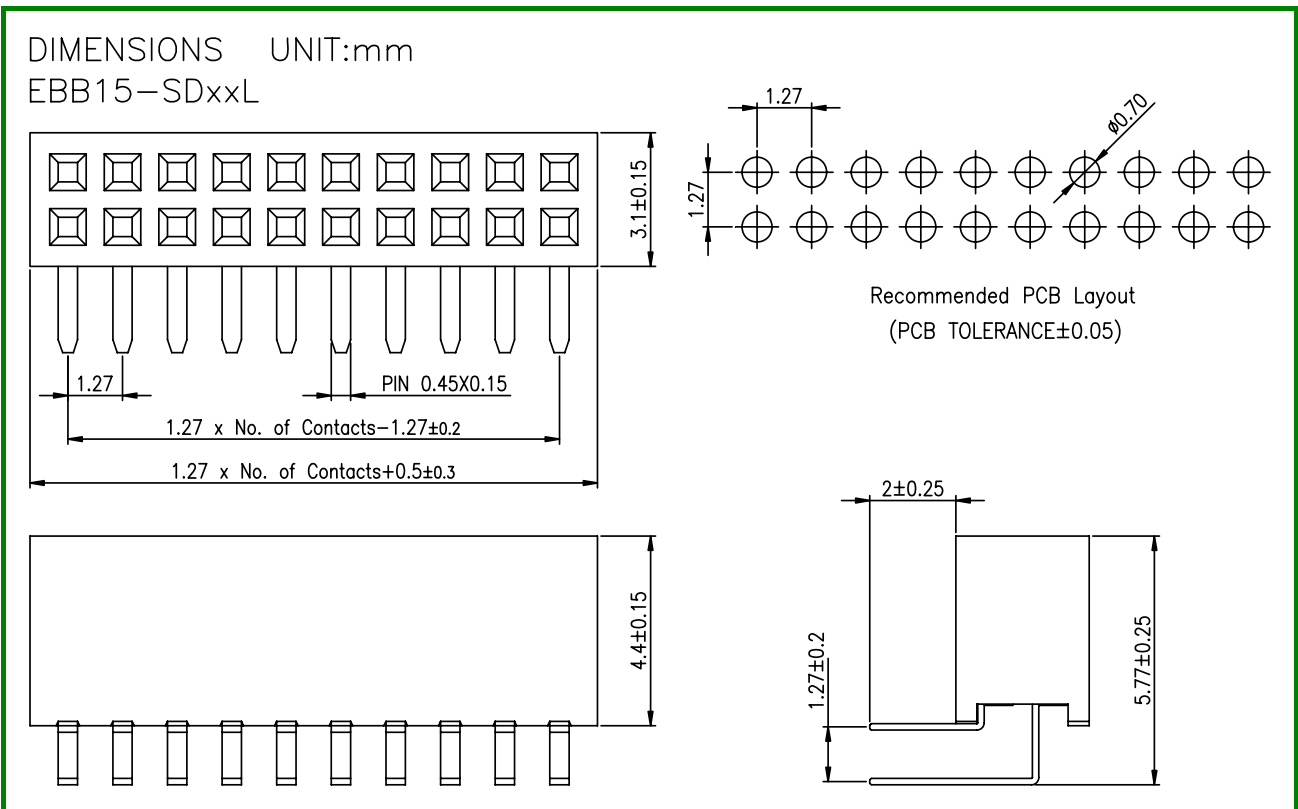 DIMENSIONS UNIT:mm
EBB15-SDxxL
3.1±0.15
1.27
PIN 0.45X0.15
1.27 x No. of Contacts-1.27±0.2
1.27 x No. of Contacts+0.5±0.3
1.27
1.27
ø0.70
Recommended PCB Layout
(PCB TOLERANCE±0.05)
4.4±0.15
2±0.25
1.27±0.2
5.77±0.25